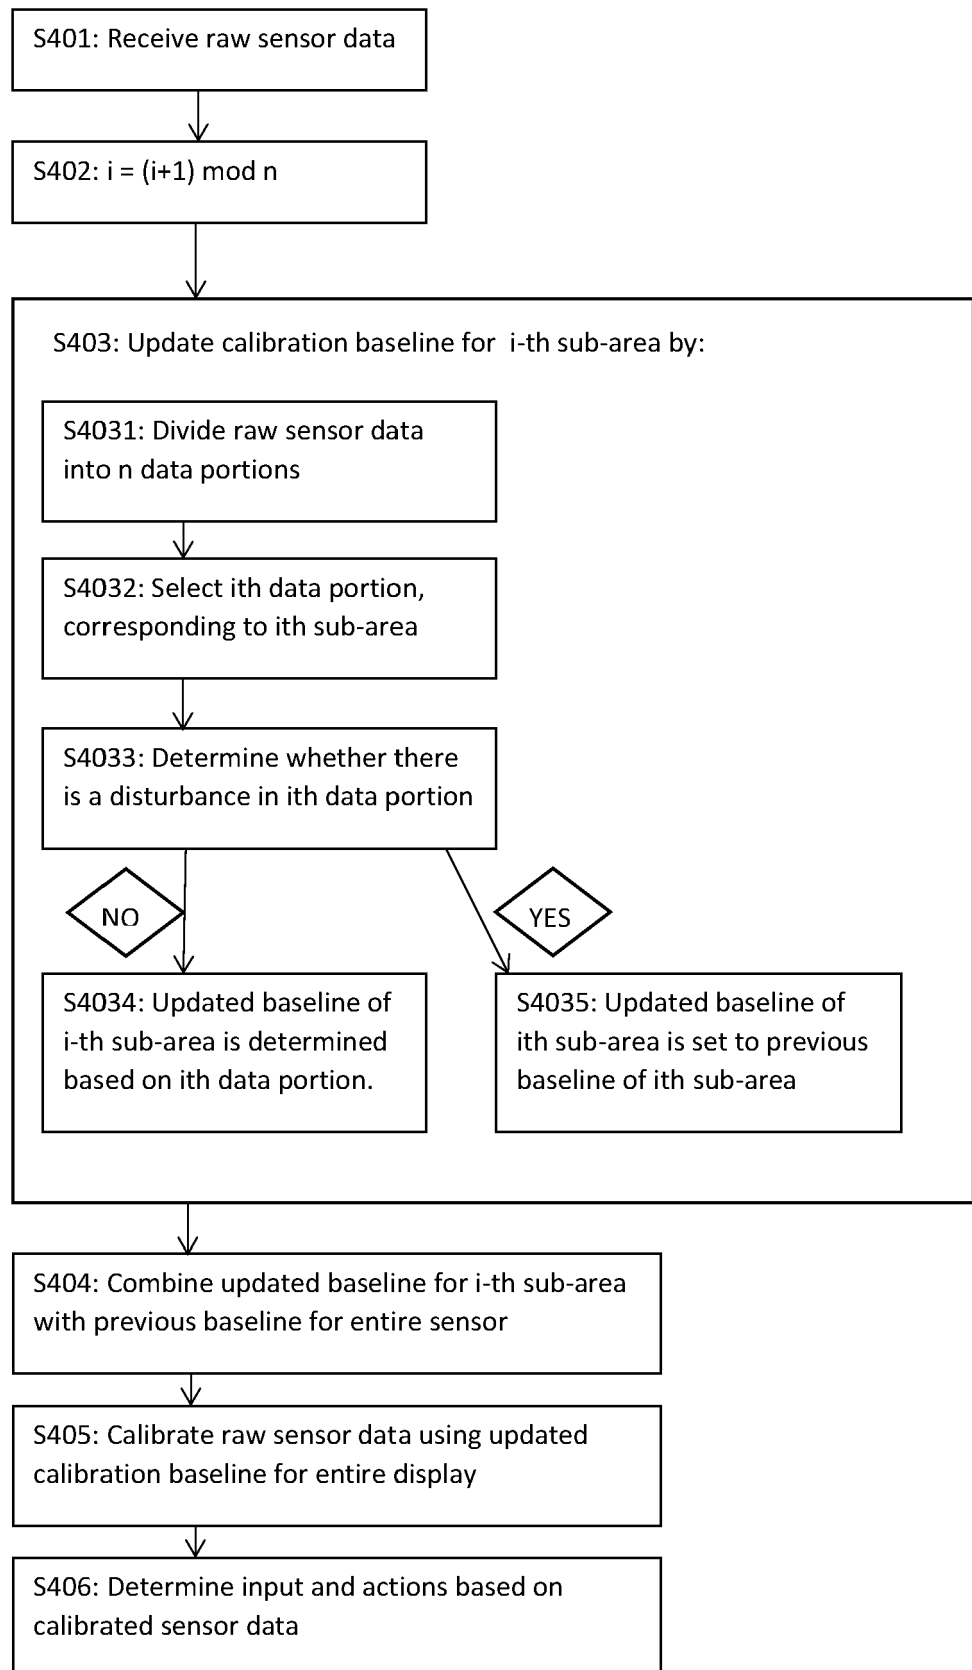 S401: Receive raw sensor data
S402: i = (i+1) mod n
S403: Update calibration baseline for i-th sub-area by:
S4031: Divide raw sensor data
into n data portions
S4032: Select ith data portion,
corresponding to ith sub-area
S4033: Determine whether there
is a disturbance in ith data portion
NO
YES
S4034: Updated baseline of
i-th sub-area is determined
based on ith data portion.
S4035: Updated baseline of
ith sub-area is set to previous
baseline of ith sub-area
S404: Combine updated baseline for i-th sub-area
with previous baseline for entire sensor
S405: Calibrate raw sensor data using updated
calibration baseline for entire display
S406: Determine input and actions based on
calibrated sensor data